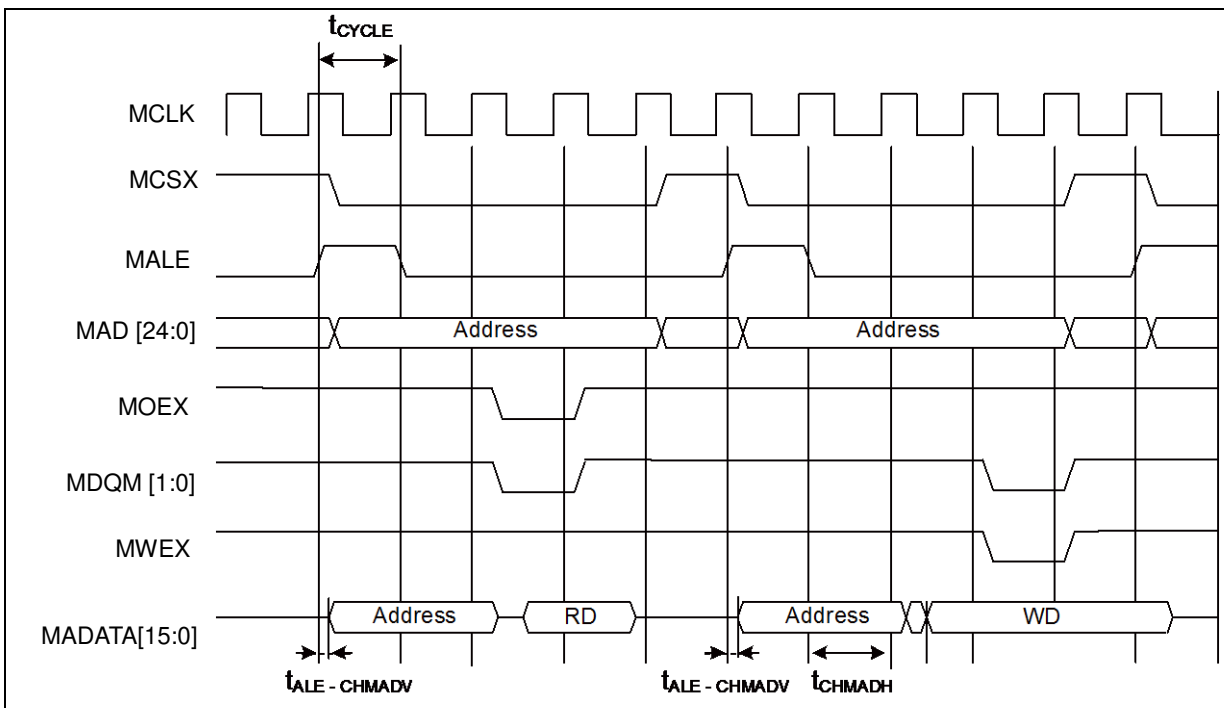 tCYCLE
MCLK
MCSX
MALE
MAD [24:0] Address Address
MOEX
MDQM [1:0]
MWEX
MADATA[15:0] Address RD Address WD
tALE - CHMADV tALE - CHMADV tCHMADH